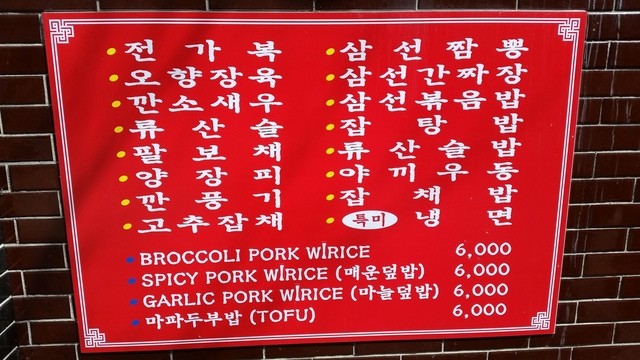 전가복
오향장육
깐소새우
류산슬
팔보채
양장피
깐풍기
고추잡채
삼선짬뽕
삼선간짜장
삼선볶음밥
잡탕밥
류산슬밥
야끼우동
잡채밥
특미 냉면
BROCCOLI PORK W/RICE 6,000
SPICY PORK W/RICE (매운덮밥) 6,000
GARLIC PORK W/RICE (마늘덮밥) 6,000
마파두부밥 (TOFU) 6,000